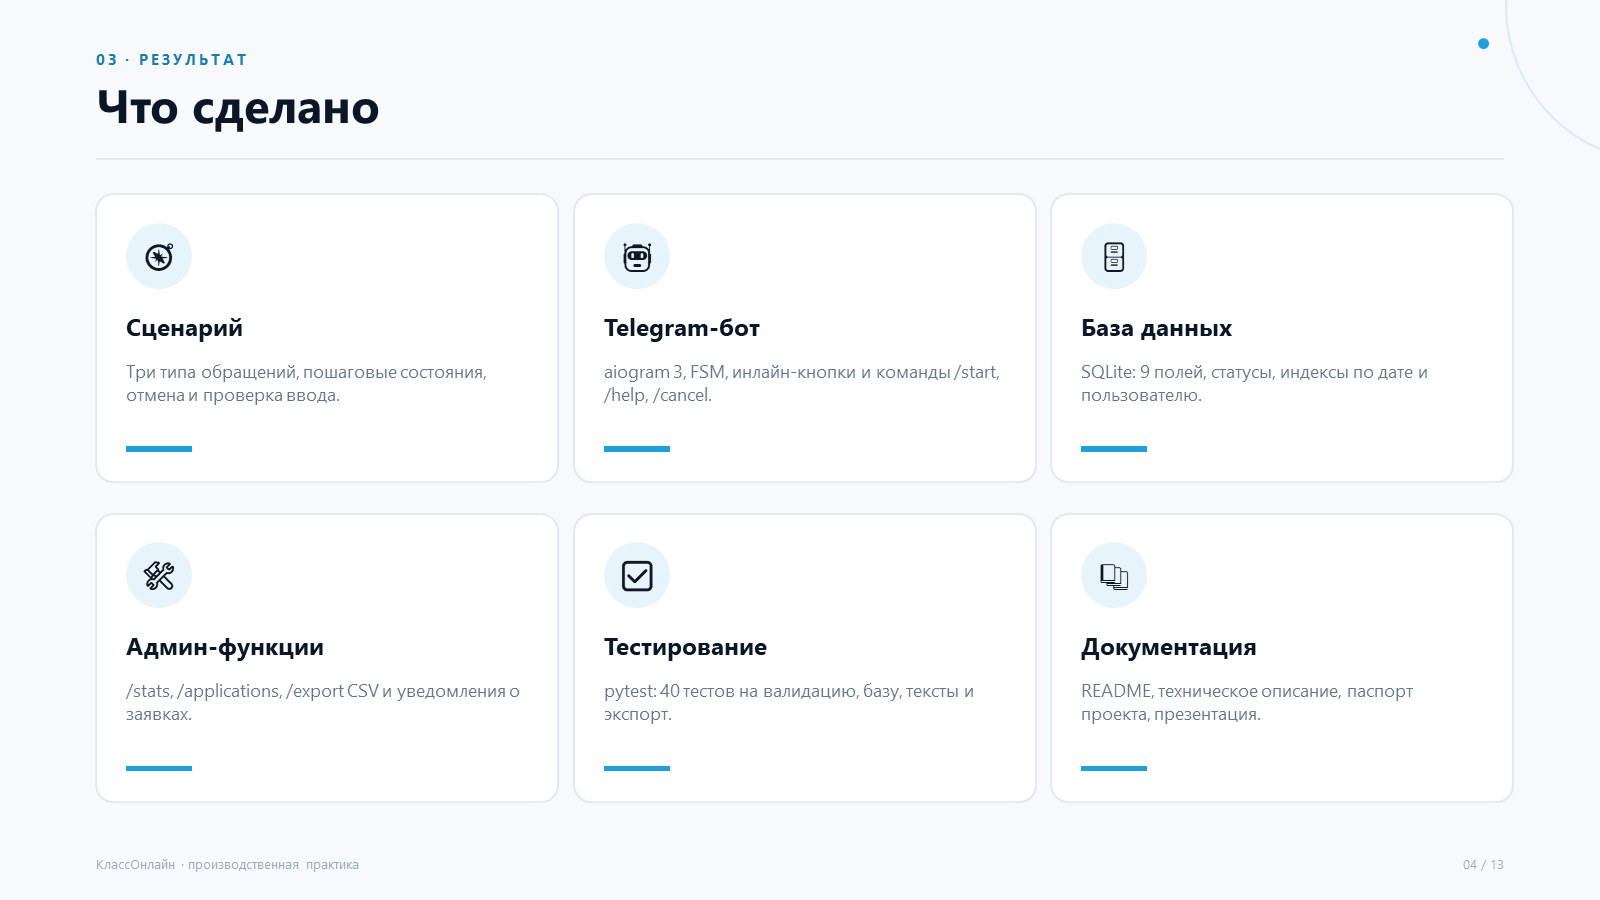 03 · РЕЗУЛЬТАТ
Что сделано
Сценарий
Три типа обращений, пошаговые состояния,
отмена и проверка ввода.
Telegram-бот
aiogram 3, FSM, инлайн-кнопки и команды /start,
/help, /cancel.
База данных
SQLite: 9 полей, статусы, индексы по дате и
пользователю.
Админ-функции
/stats, /applications, /export CSV и уведомления о
заявках.
Тестирование
pytest: 40 тестов на валидацию, базу, тексты и
экспорт.
Документация
README, техническое описание, паспорт
проекта, презентация.
КлассОнлайн · производственная практика
04 / 13